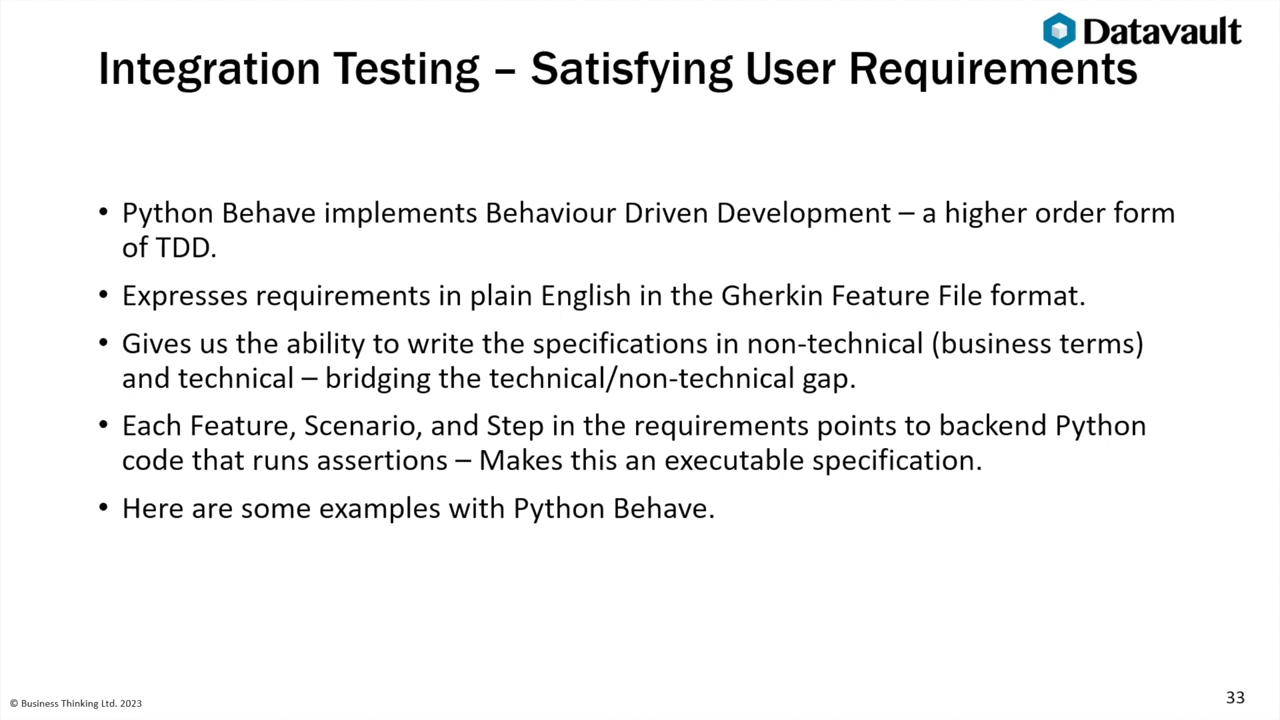 Datavault
Integration Testing – Satisfying User Requirements
• Python Behave implements Behaviour Driven Development – a higher order form
of TDD.
• Expresses requirements in plain English in the Gherkin Feature File format.
• Gives us the ability to write the specifications in non-technical (business terms)
and technical – bridging the technical/non-technical gap.
• Each Feature, Scenario, and Step in the requirements points to backend Python
code that runs assertions – Makes this an executable specification.
• Here are some examples with Python Behave.
© Business Thinking Ltd. 2023
33